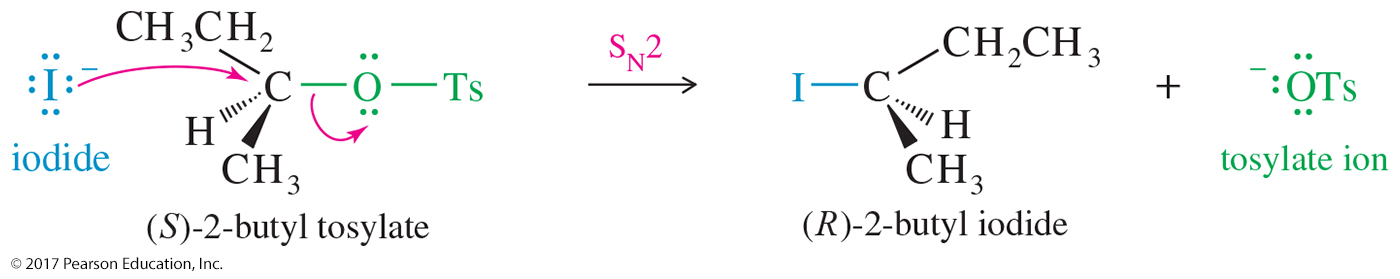 CH₃CH₂
:Ï:⁻ C—Ö—Ts
H
CH₃
iodide
(S)-2-butyl tosylate
Sₙ2
CH₂CH₃
I—C
H
CH₃
(R)-2-butyl iodide
+
⁻:ÖTs
tosylate ion
© 2017 Pearson Education, Inc.